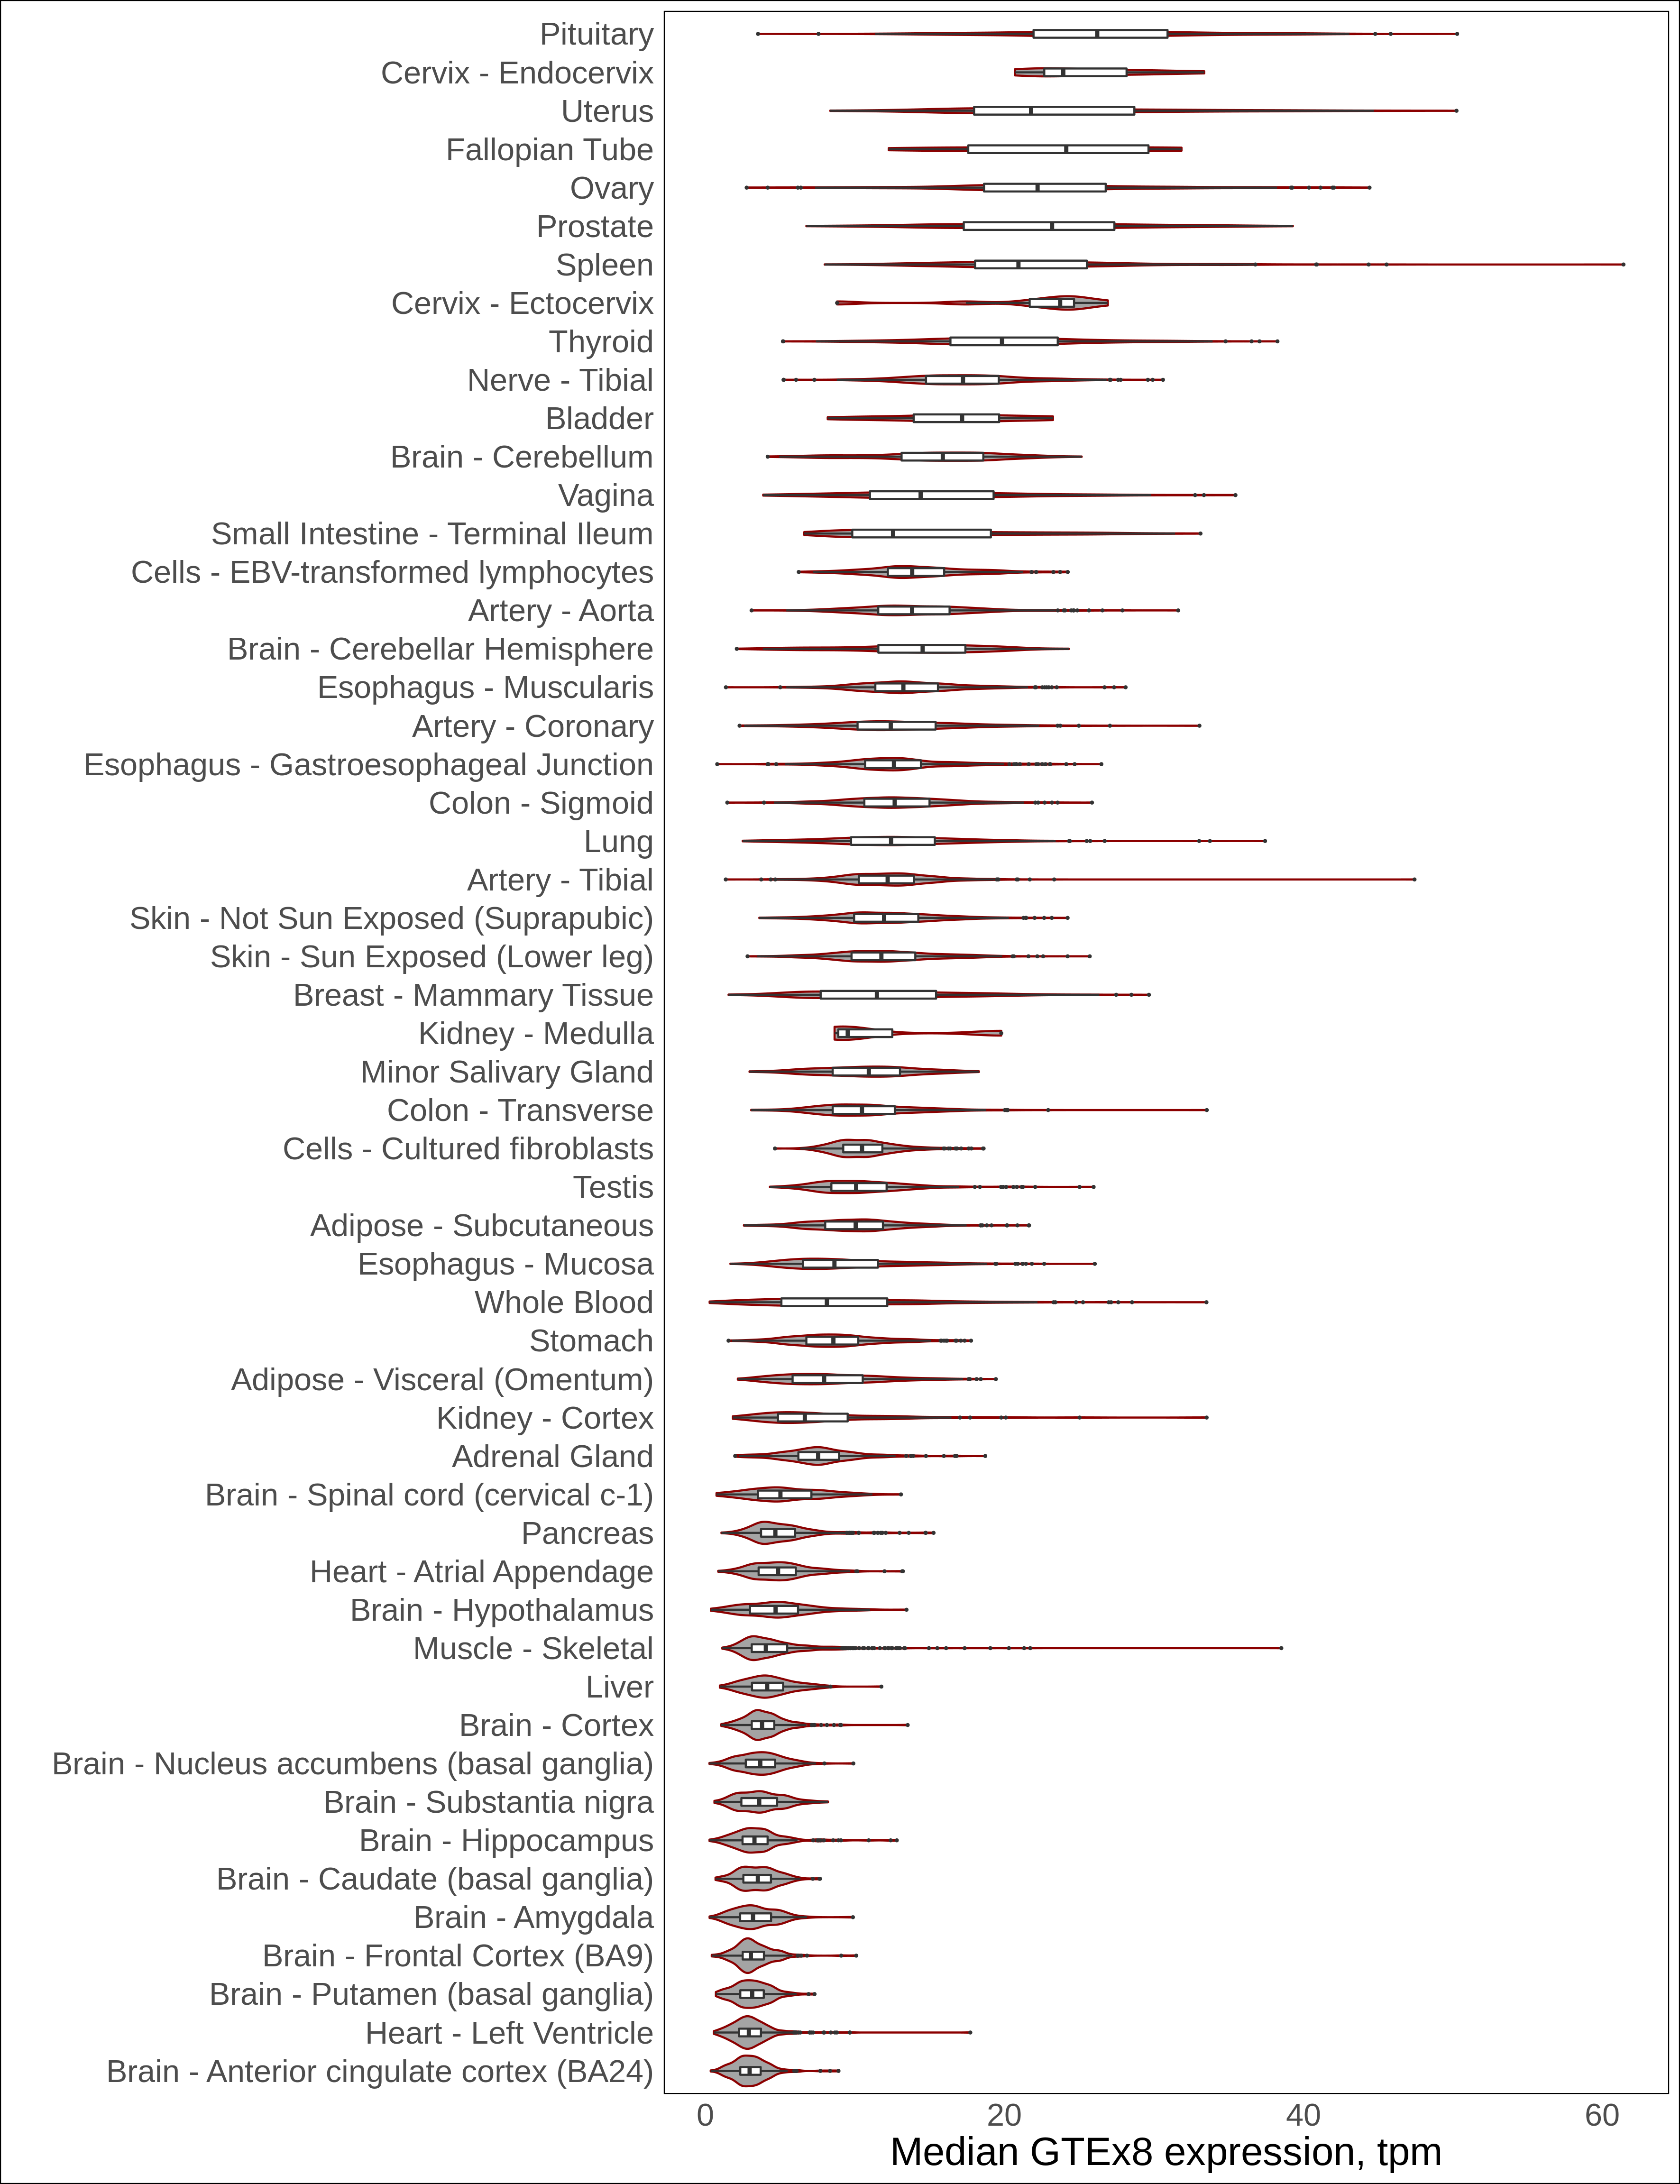 Pituitary
Cervix - Endocervix
Uterus
Fallopian Tube
Ovary
Prostate
Spleen
Cervix - Ectocervix
Thyroid
Nerve - Tibial
Bladder
Brain - Cerebellum
Vagina
Small Intestine - Terminal Ileum
Cells - EBV-transformed lymphocytes
Artery - Aorta
Brain - Cerebellar Hemisphere
Esophagus - Muscularis
Artery - Coronary
Esophagus - Gastroesophageal Junction
Colon - Sigmoid
Lung
Artery - Tibial
Skin - Not Sun Exposed (Suprapubic)
Skin - Sun Exposed (Lower leg)
Breast - Mammary Tissue
Kidney - Medulla
Minor Salivary Gland
Colon - Transverse
Cells - Cultured fibroblasts
Testis
Adipose - Subcutaneous
Esophagus - Mucosa
Whole Blood
Stomach
Adipose - Visceral (Omentum)
Kidney - Cortex
Adrenal Gland
Brain - Spinal cord (cervical c-1)
Pancreas
Heart - Atrial Appendage
Brain - Hypothalamus
Muscle - Skeletal
Liver
Brain - Cortex
Brain - Nucleus accumbens (basal ganglia)
Brain - Substantia nigra
Brain - Hippocampus
Brain - Caudate (basal ganglia)
Brain - Amygdala
Brain - Frontal Cortex (BA9)
Brain - Putamen (basal ganglia)
Heart - Left Ventricle
Brain - Anterior cingulate cortex (BA24)
0 20 40 60
Median GTEx8 expression, tpm